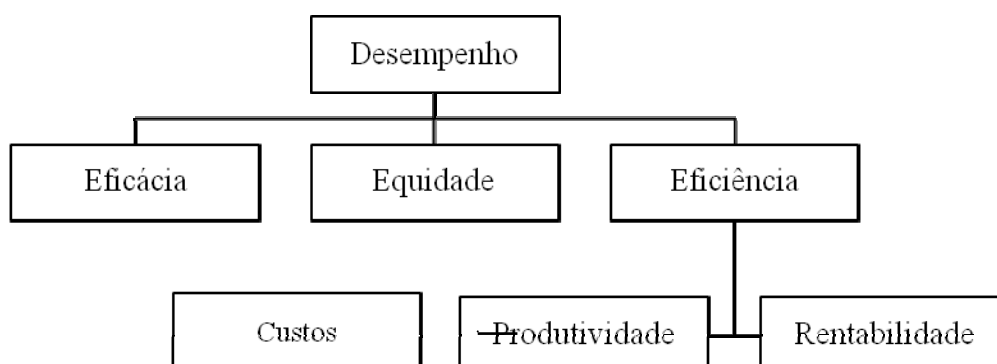 Desempenho
Eficácia Equidade Eficiência
Custos Produtividade Rentabilidade